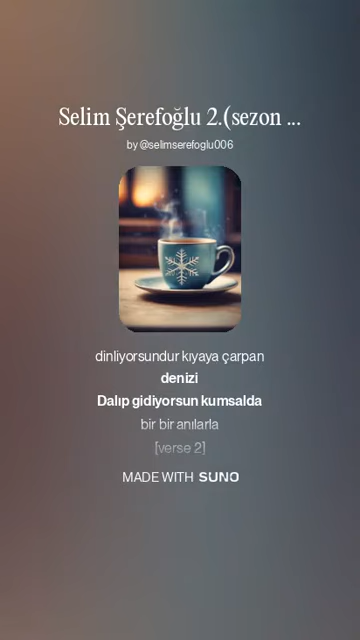 Selim Şerefoğlu 2.(sezon ...
by @selimserefoglu006
dinliyorsundur kıyaya çarpan
denizi
Dalıp gidiyorsun kumsalda
bir bir anılarla
[verse 2]
MADE WITH SUNO